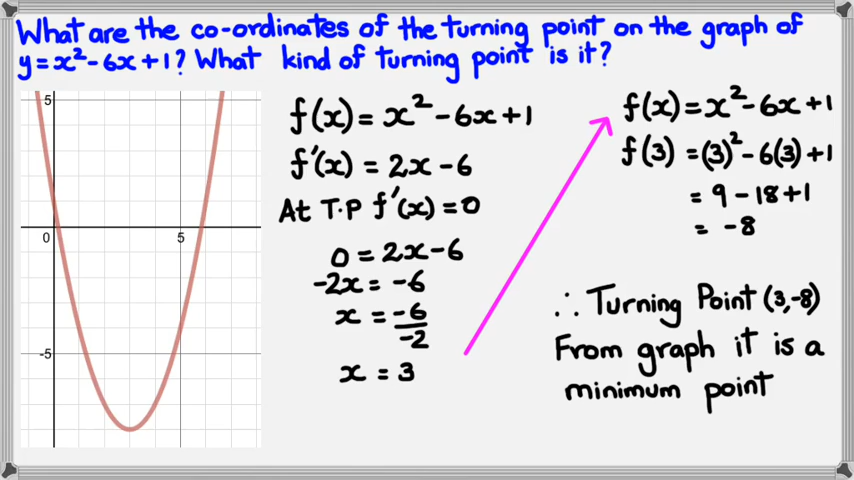 What are the co-ordinates of the turning point on the graph of
y=x²-6x+1? What kind of turning point is it?
5
0
5
-5
f(x)=x²-6x+1
f'(x)=2x-6
At T.P f'(x)=0
0=2x-6
-2x=-6
x=-6/-2
x=3
f(x)=x²-6x+1
f(3)=(3)²-6(3)+1
=9-18+1
=-8
∴ Turning Point (3,-8)
From graph it is a
minimum point